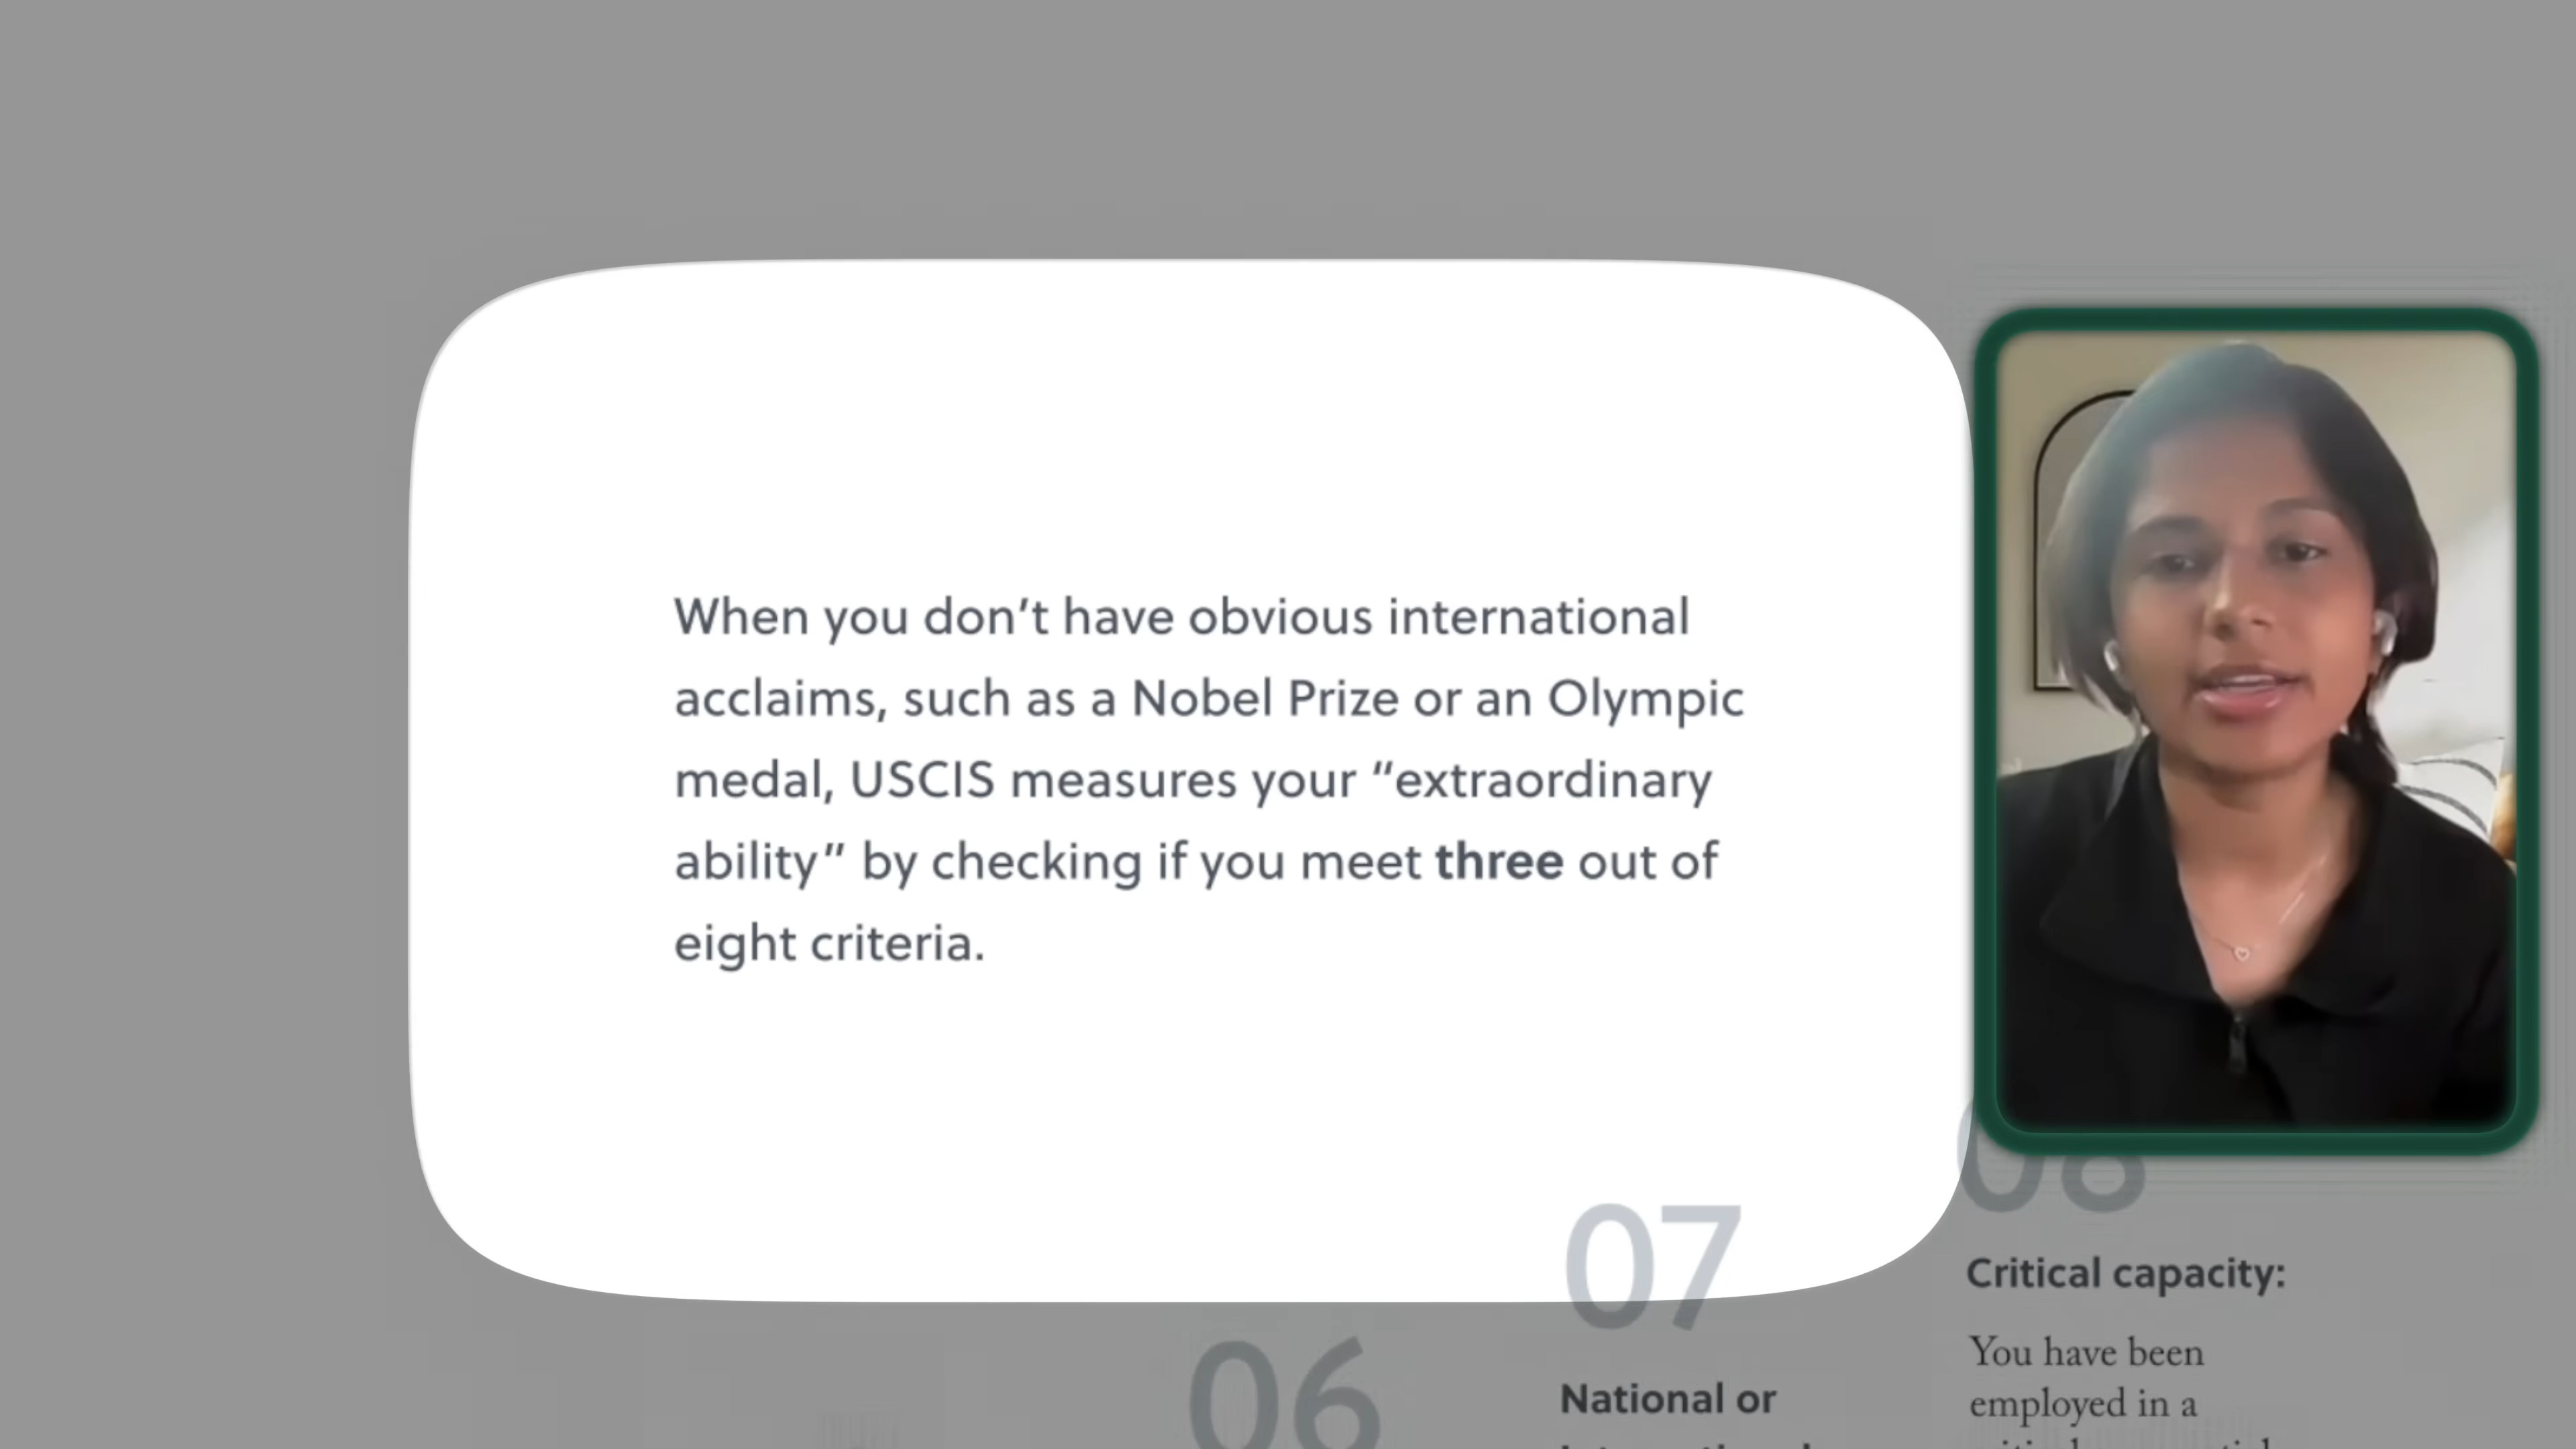 When you don’t have obvious international
acclaims, such as a Nobel Prize or an Olympic
medal, USCIS measures your “extraordinary
ability” by checking if you meet three out of
eight criteria.
06
07
National or
08
Critical capacity:
You have been
employed in a